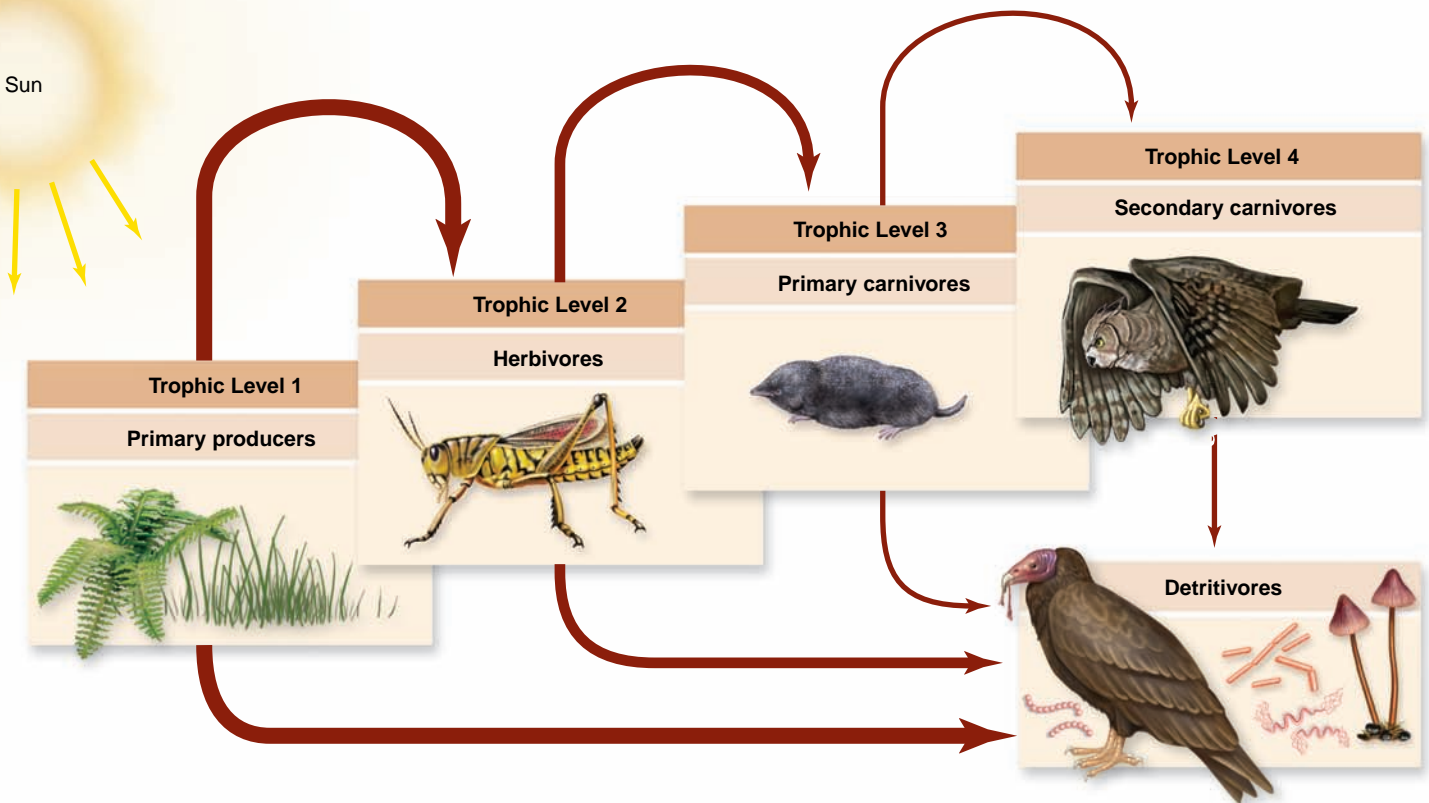 Sun
Trophic Level 1
Primary producers
Trophic Level 2
Herbivores
Trophic Level 3
Primary carnivores
Trophic Level 4
Secondary carnivores
Detritivores